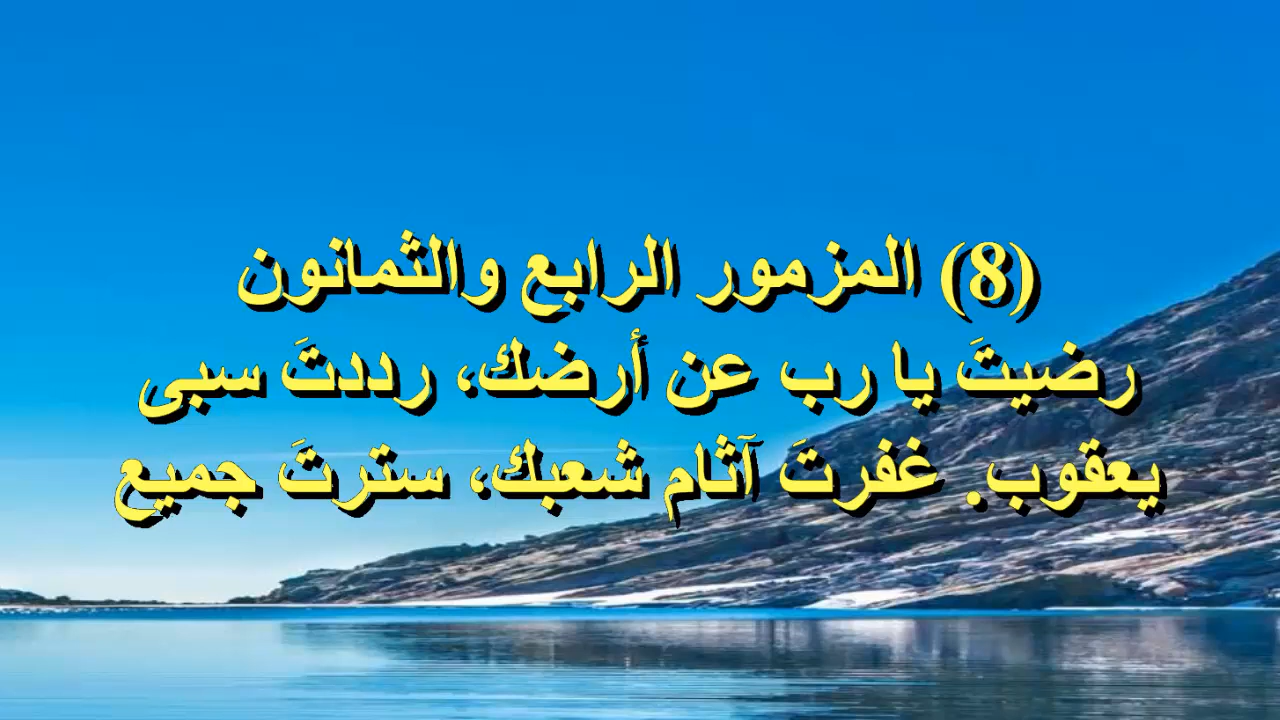 (8) المزمور الرابع والثمانون
رضيتَ يا رب عن أرضك، رددتَ سبى
يعقوب. غفرتَ آثام شعبك، سترتَ جميع